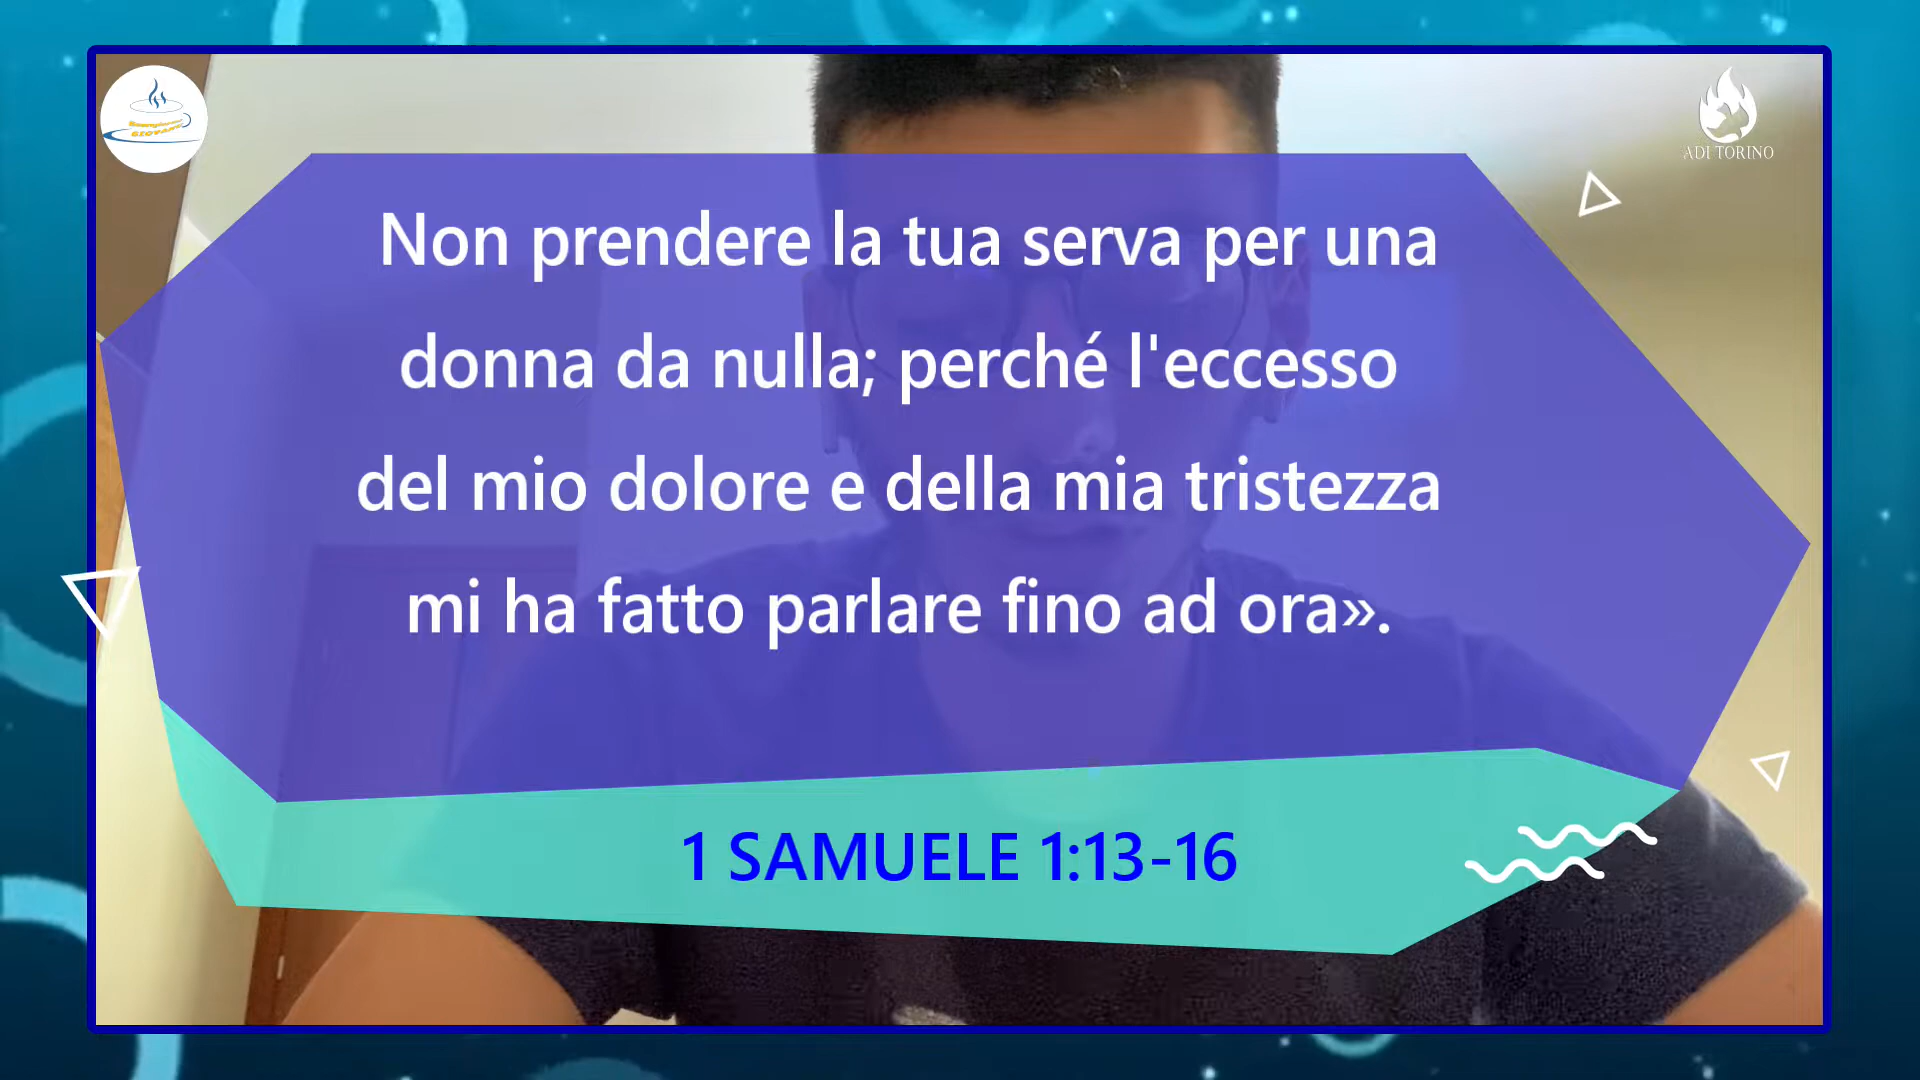 ADI TORINO
Non prendere la tua serva per una
donna da nulla; perché l'eccesso
del mio dolore e della mia tristezza
mi ha fatto parlare fino ad ora».
1 SAMUELE 1:13-16